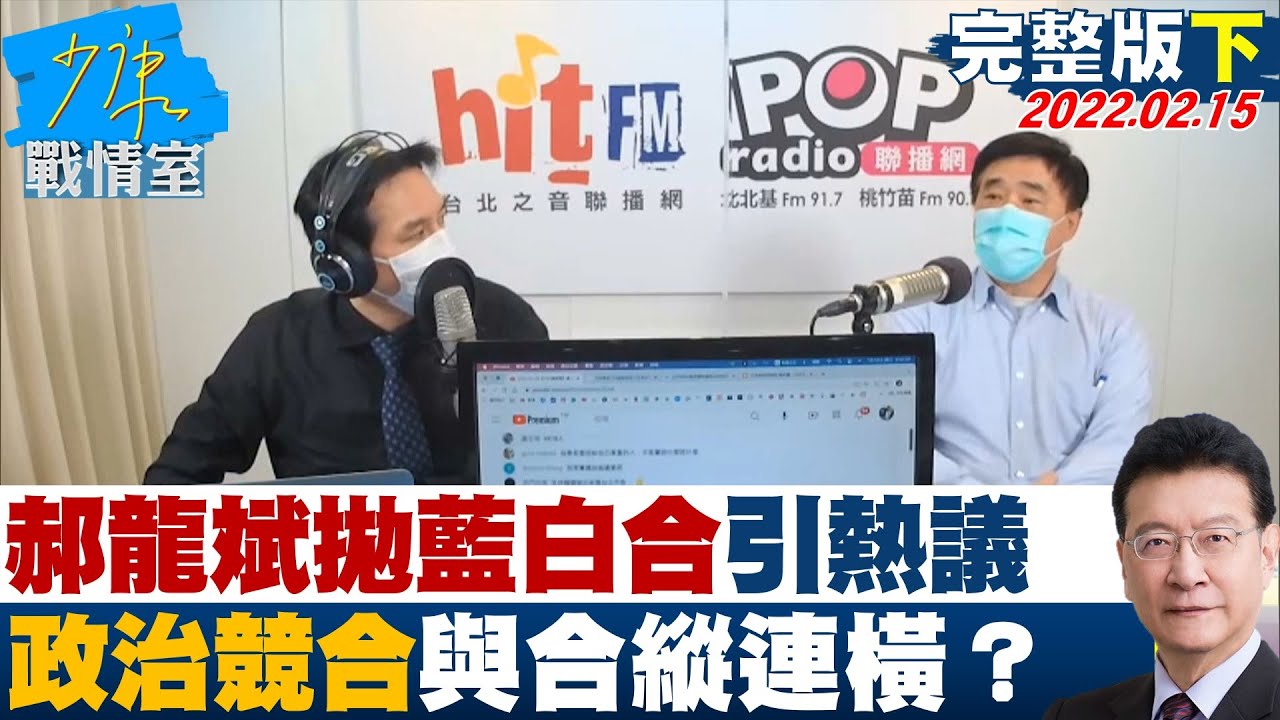 少康
戰情室
完整版下
2022.02.15
hit FM
台北之音聯播網
POP
radio 聯播網
北北基 Fm 91.7 桃竹苗 Fm 90.
Premium
郝龍斌拋藍白合引熱議
政治競合與合縱連橫？